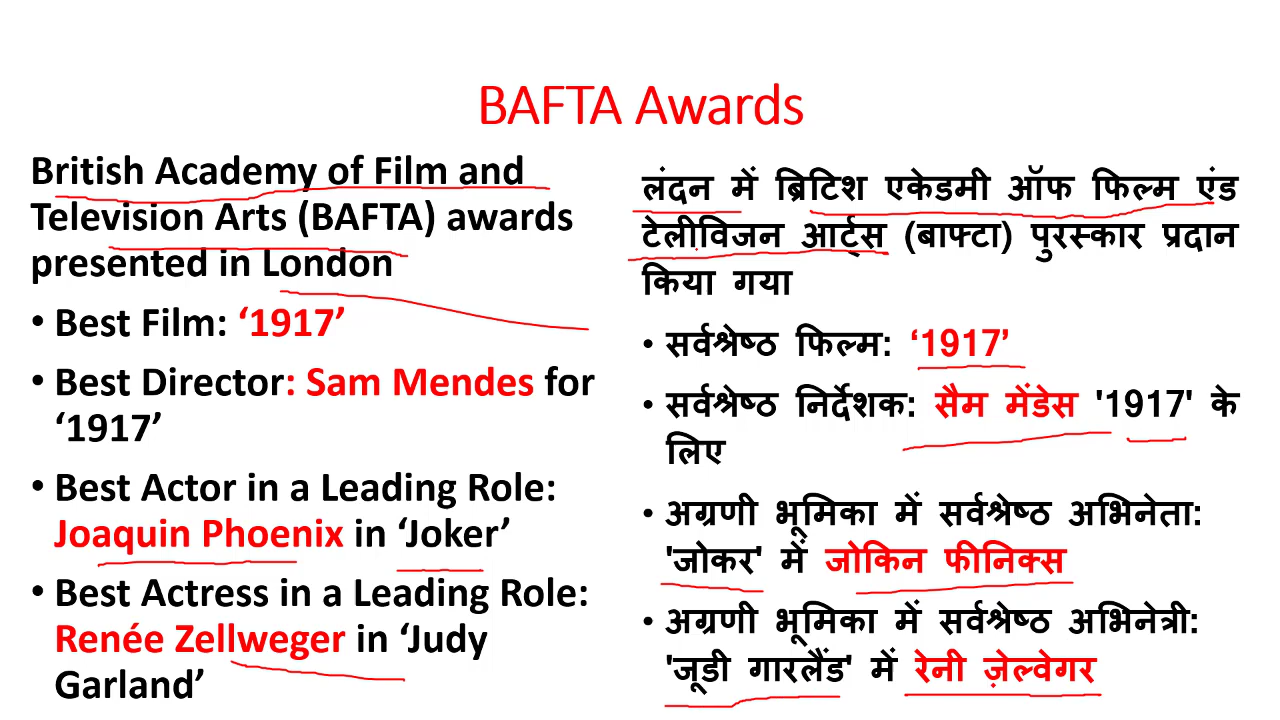 BAFTA Awards
British Academy of Film and
Television Arts (BAFTA) awards
presented in London
• Best Film: ‘1917’
• Best Director: Sam Mendes for
‘1917’
• Best Actor in a Leading Role:
Joaquin Phoenix in ‘Joker’
• Best Actress in a Leading Role:
Renée Zellweger in ‘Judy
Garland’
लंदन में ब्रिटिश एकेडमी ऑफ फिल्म एंड
टेलीविजन आर्ट्स (बाफ्टा) पुरस्कार प्रदान
किया गया
• सर्वश्रेष्ठ फिल्म: ‘1917’
• सर्वश्रेष्ठ निर्देशक: सैम मेंडेस '1917' के
लिए
• अग्रणी भूमिका में सर्वश्रेष्ठ अभिनेता:
'जोकर' में जोकिन फीनिक्स
• अग्रणी भूमिका में सर्वश्रेष्ठ अभिनेत्री:
'जूडी गारलैंड' में रेनी ज़ेल्वेगर